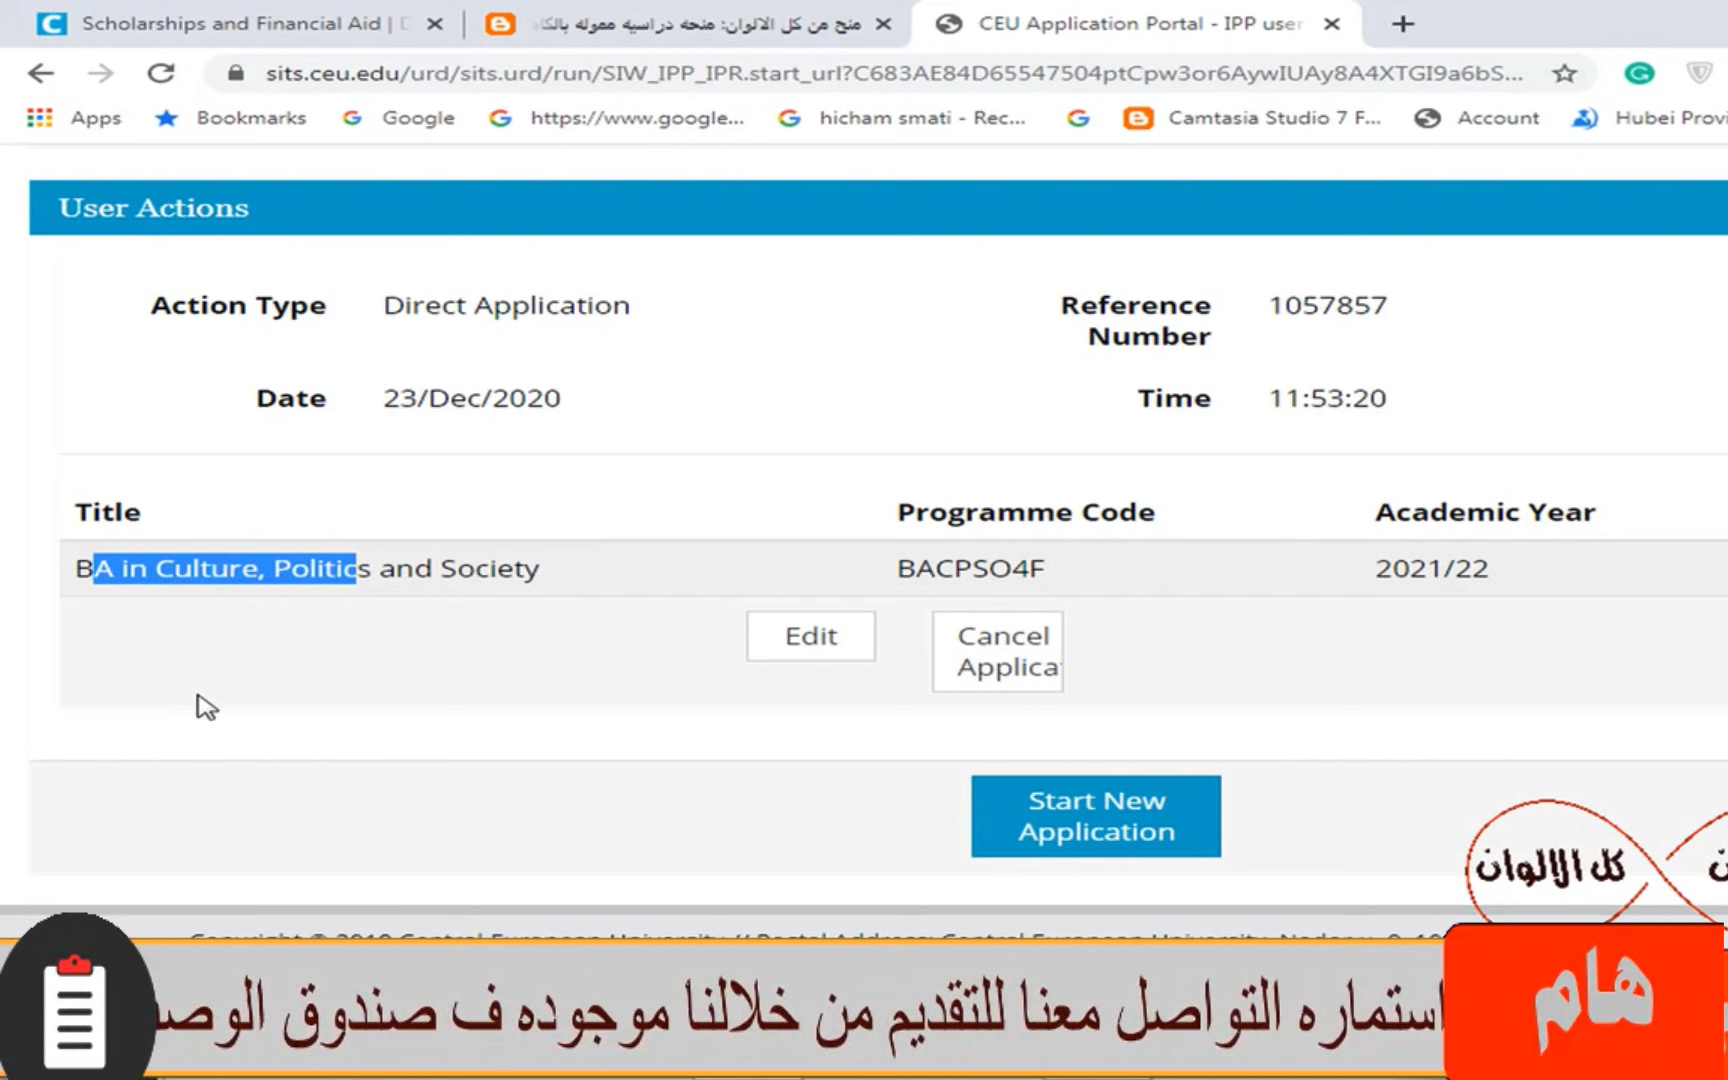 Scholarships and Financial Aid |
منح من كل الالوان: منحه دراسيه مموله بالكا
CEU Application Portal - IPP user
sits.ceu.edu/urd/sits.urd/run/SIW_IPP_IPR.start_url?C683AE84D65547504ptCpw3or6AywIUAy8A4XTGI9a6bS...
Apps
Bookmarks
Google
https://www.google...
hicham smati - Rec...
Camtasia Studio 7 F...
Account
Hubei Provi
User Actions
Action Type Direct Application Reference Number 1057857
Date 23/Dec/2020 Time 11:53:20
Title Programme Code Academic Year
BA in Culture, Politics and Society BACPSO4F 2021/22
Edit
Cancel
Applica
Start New
Application
كل الالوان
استماره التواصل معنا للتقديم من خلالنا موجوده ف صندوق الوصف
هام